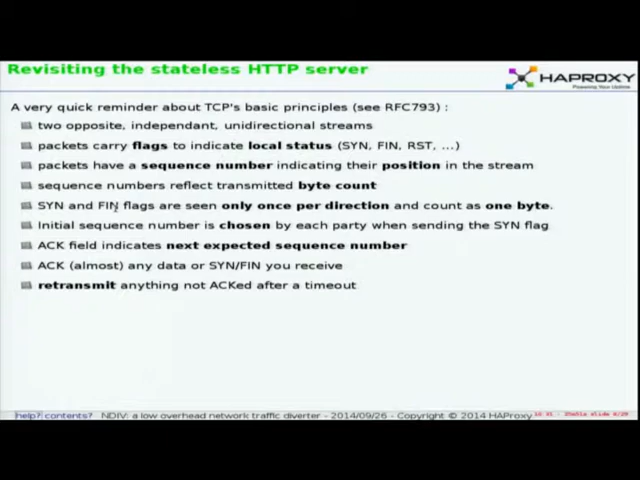 Revisiting the stateless HTTP server
HAPROXY
Powering Your Uptime
A very quick reminder about TCP's basic principles (see RFC793) :
two opposite, independant, unidirectional streams
packets carry flags to indicate local status (SYN, FIN, RST, ...)
packets have a sequence number indicating their position in the stream
sequence numbers reflect transmitted byte count
SYN and FIN flags are seen only once per direction and count as one byte.
Initial sequence number is chosen by each party when sending the SYN flag
ACK field indicates next expected sequence number
ACK (almost) any data or SYN/FIN you receive
retransmit anything not ACKed after a timeout
help? contents? NDIV: a low overhead network traffic diverter - 2014/09/26 - Copyright © 2014 HAProxy